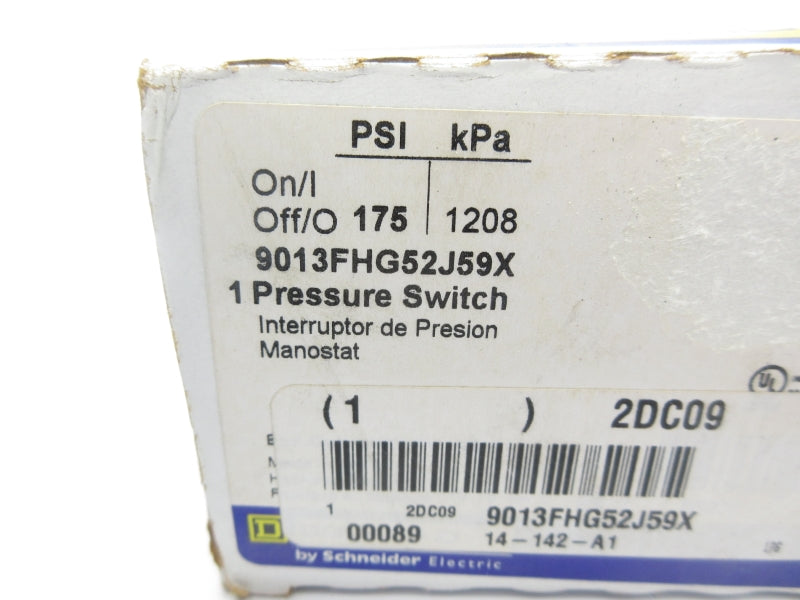 PSI kPa
On/I
Off/O 175 1208
9013FHG52J59X
1 Pressure Switch
Interruptor de Presion
Manostat
UL
(1 ) 2DC09
1 2DC09 9013FHG52J59X
00089 14-142-A1
by Schneider Electric